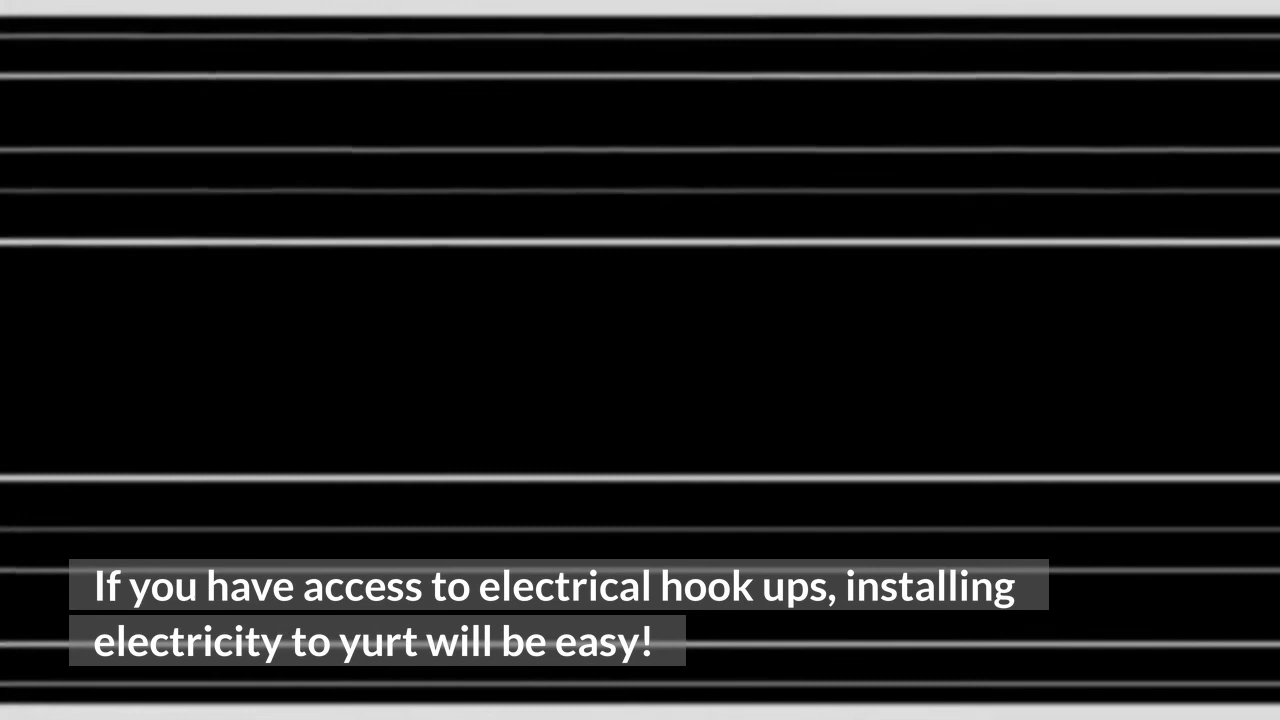 If you have access to electrical hook ups, installing
electricity to yurt will be easy!